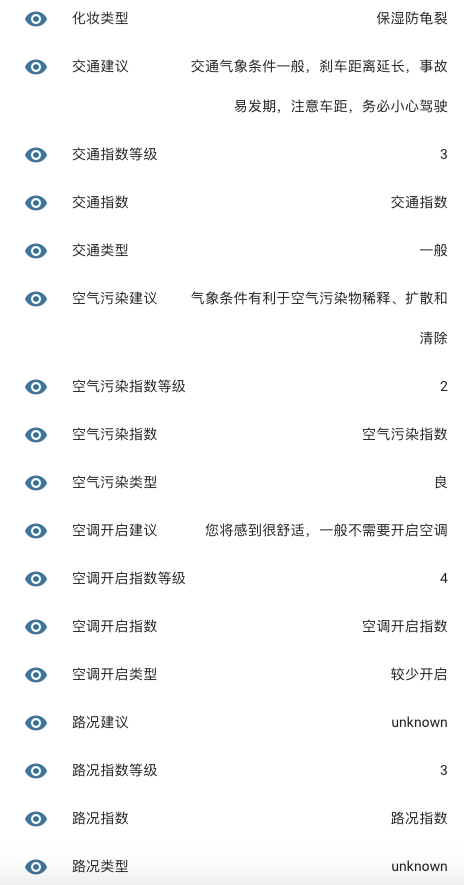 化妆类型 保湿防龟裂
交通建议 交通气象条件一般，刹车距离延长，事故
易发期，注意车距，务必小心驾驶
交通指数等级 3
交通指数 交通指数
交通类型 一般
空气污染建议 气象条件有利于空气污染物稀释、扩散和
清除
空气污染指数等级 2
空气污染指数 空气污染指数
空气污染类型 良
空调开启建议 您将感到很舒适，一般不需要开启空调
空调开启指数等级 4
空调开启指数 空调开启指数
空调开启类型 较少开启
路况建议 unknown
路况指数等级 3
路况指数 路况指数
路况类型 unknown